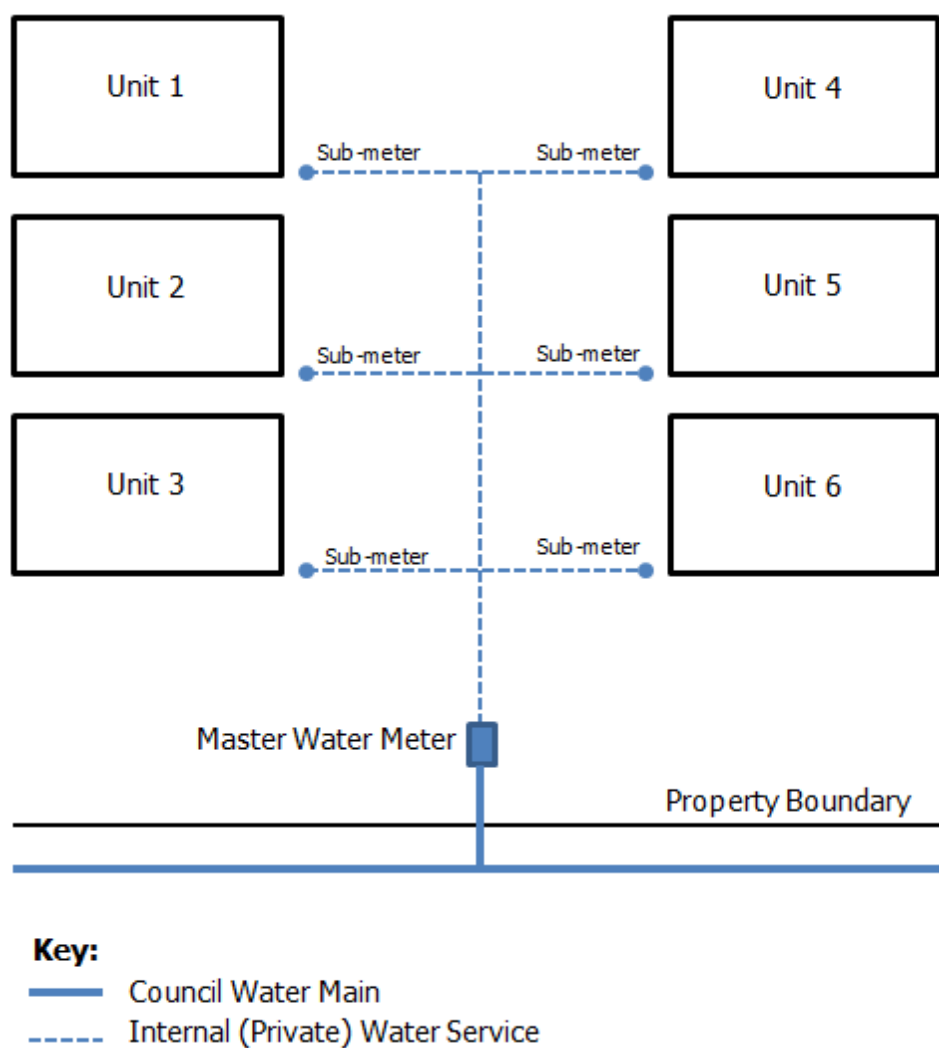 Unit 1
Unit 4
Sub-meter
Sub-meter
Unit 2
Unit 5
Sub-meter
Sub-meter
Unit 3
Unit 6
Sub-meter
Sub-meter
Master Water Meter
Property Boundary
Key:
Council Water Main
Internal (Private) Water Service